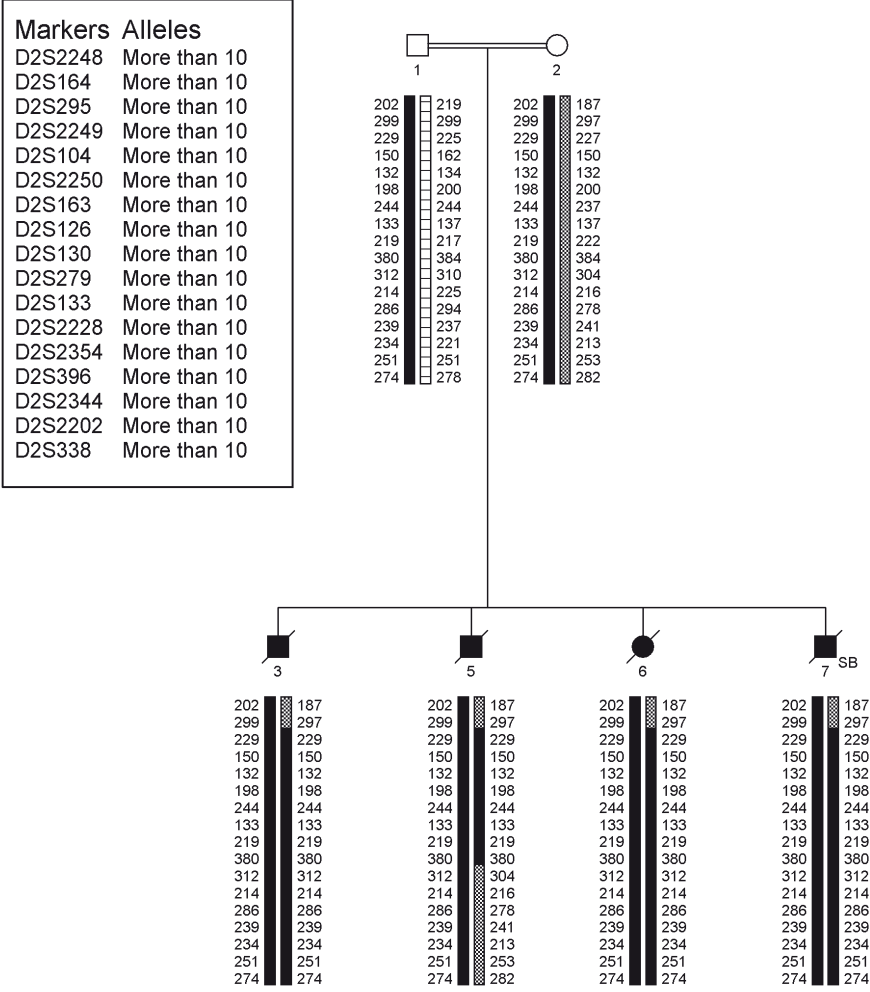 Markers Alleles
D2S2248 More than 10
D2S164 More than 10
D2S295 More than 10
D2S2249 More than 10
D2S104 More than 10
D2S2250 More than 10
D2S163 More than 10
D2S126 More than 10
D2S130 More than 10
D2S279 More than 10
D2S133 More than 10
D2S2228 More than 10
D2S2354 More than 10
D2S396 More than 10
D2S2344 More than 10
D2S2202 More than 10
D2S338 More than 10
1 2
202 219 202 187
299 299 299 297
229 225 229 227
150 162 150 150
132 134 132 132
198 200 198 200
244 244 244 237
133 137 133 137
219 217 219 222
380 384 380 384
312 310 312 304
214 225 214 216
286 294 286 278
239 237 239 241
234 221 234 213
251 251 251 253
274 278 274 282
3 5 6 7 SB
202 187 202 187 202 187 202 187
299 297 299 297 299 297 299 297
229 229 229 229 229 229 229 229
150 150 150 150 150 150 150 150
132 132 132 132 132 132 132 132
198 198 198 198 198 198 198 198
244 244 244 244 244 244 244 244
133 133 133 133 133 133 133 133
219 219 219 219 219 219 219 219
380 380 380 380 380 380 380 380
312 312 312 304 312 312 312 312
214 214 214 216 214 214 214 214
286 286 286 278 286 286 286 286
239 239 239 241 239 239 239 239
234 234 234 213 234 234 234 234
251 251 251 253 251 251 251 251
274 274 274 282 274 274 274 274